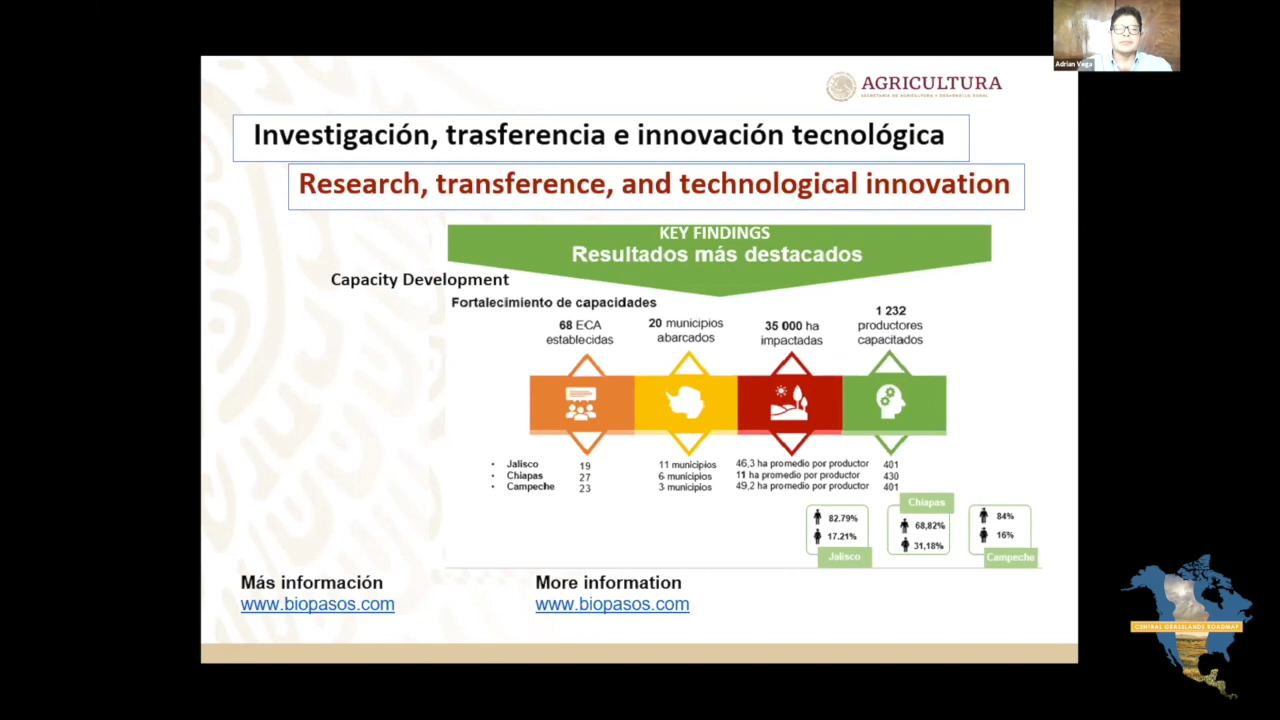 Adrian Vega
AGRICULTURA
SECRETARÍA DE AGRICULTURA Y DESARROLLO RURAL
Investigación, trasferencia e innovación tecnológica
Research, transference, and technological innovation
KEY FINDINGS
Resultados más destacados
Capacity Development
Fortalecimiento de capacidades
68 ECA
establecidas
20 municipios
abarcados
35 000 ha
impactadas
1 232
productores
capacitados
• Jalisco 19 11 municipios 46,3 ha promedio por productor 401
• Chiapas 27 6 municipios 11 ha promedio por productor 430
• Campeche 23 3 municipios 49,2 ha promedio por productor 401
82.79%
17.21%
Jalisco
Chiapas
68,82%
31,18%
84%
16%
Campeche
Más información
www.biopasos.com
More information
www.biopasos.com
CENTRAL GRASSLANDS ROADMAP